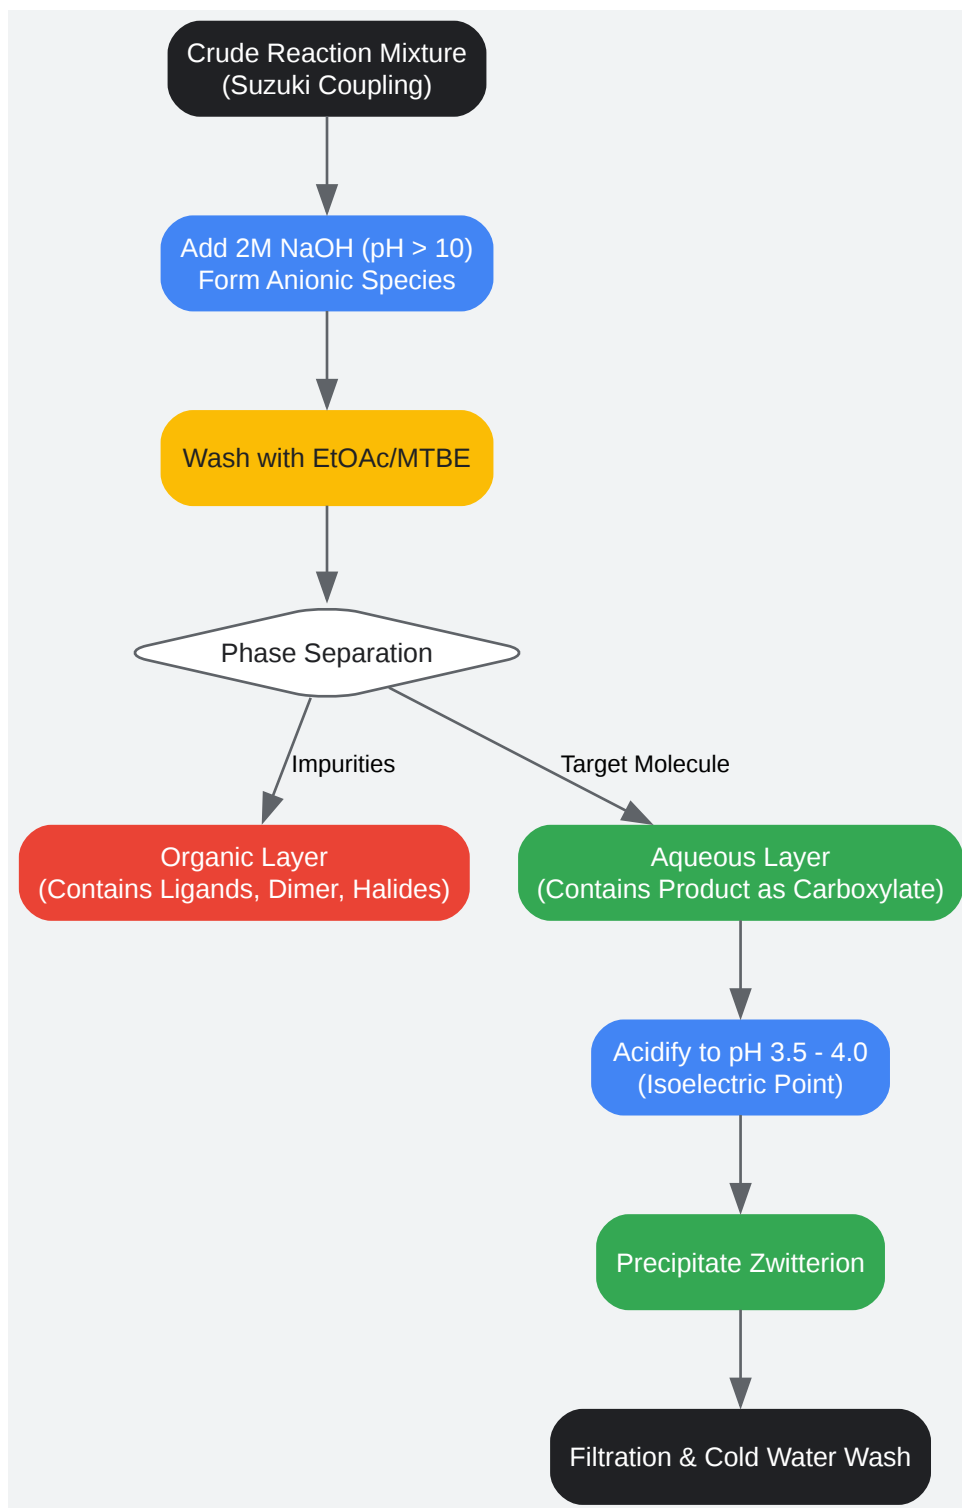 Crude Reaction Mixture
(Suzuki Coupling)
Add 2M NaOH (pH > 10)
Form Anionic Species
Wash with EtOAc/MTBE
Phase Separation
Impurities
Target Molecule
Organic Layer
(Contains Ligands, Dimer, Halides)
Aqueous Layer
(Contains Product as Carboxylate)
Acidify to pH 3.5 - 4.0
(Isoelectric Point)
Precipitate Zwitterion
Filtration & Cold Water Wash